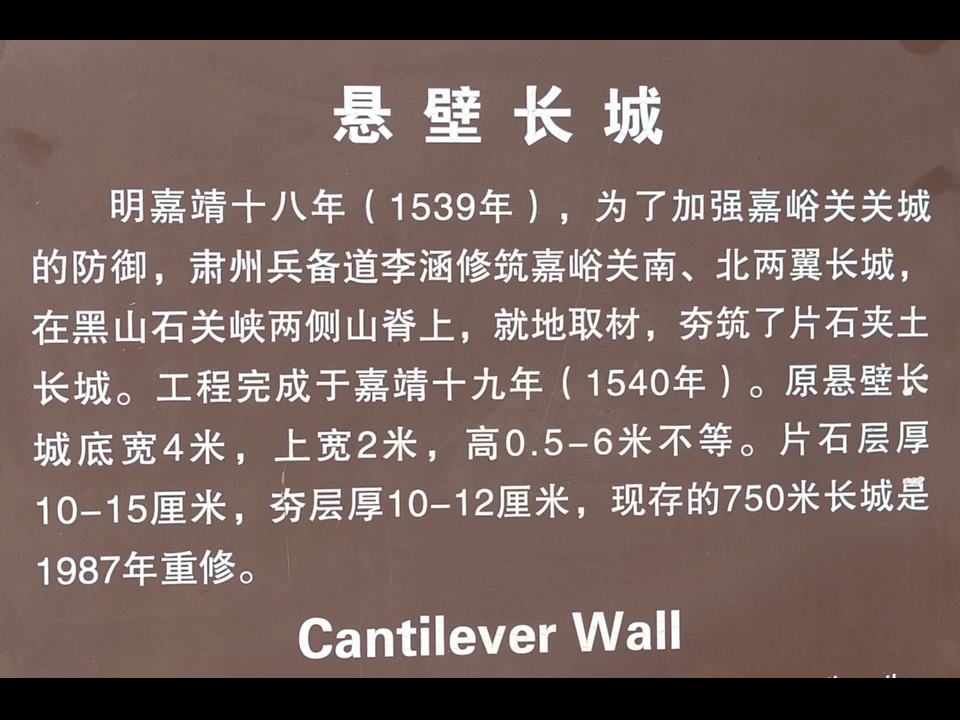 悬壁长城
明嘉靖十八年（1539年），为了加强嘉峪关关城
的防御，肃州兵备道李涵修筑嘉峪关南、北两翼长城，
在黑山石关峡两侧山脊上，就地取材，夯筑了片石夹土
长城。工程完成于嘉靖十九年（1540年）。原悬壁长
城底宽4米，上宽2米，高0.5-6米不等。片石层厚
10-15厘米，夯层厚10-12厘米，现存的750米长城是
1987年重修。
Cantilever Wall